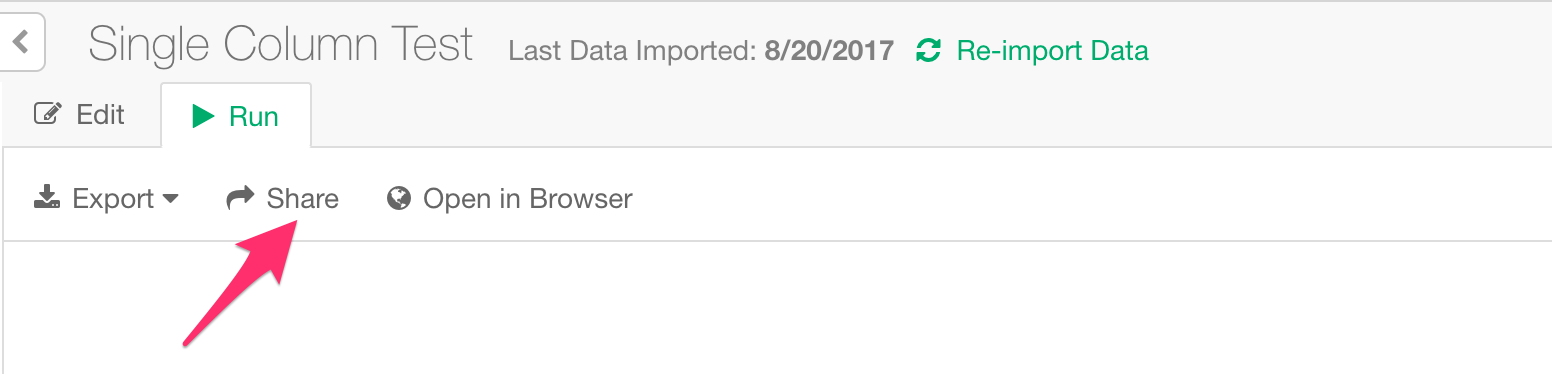 Single Column Test Last Data Imported: 8/20/2017 Re-import Data
Edit Run
Export Share Open in Browser